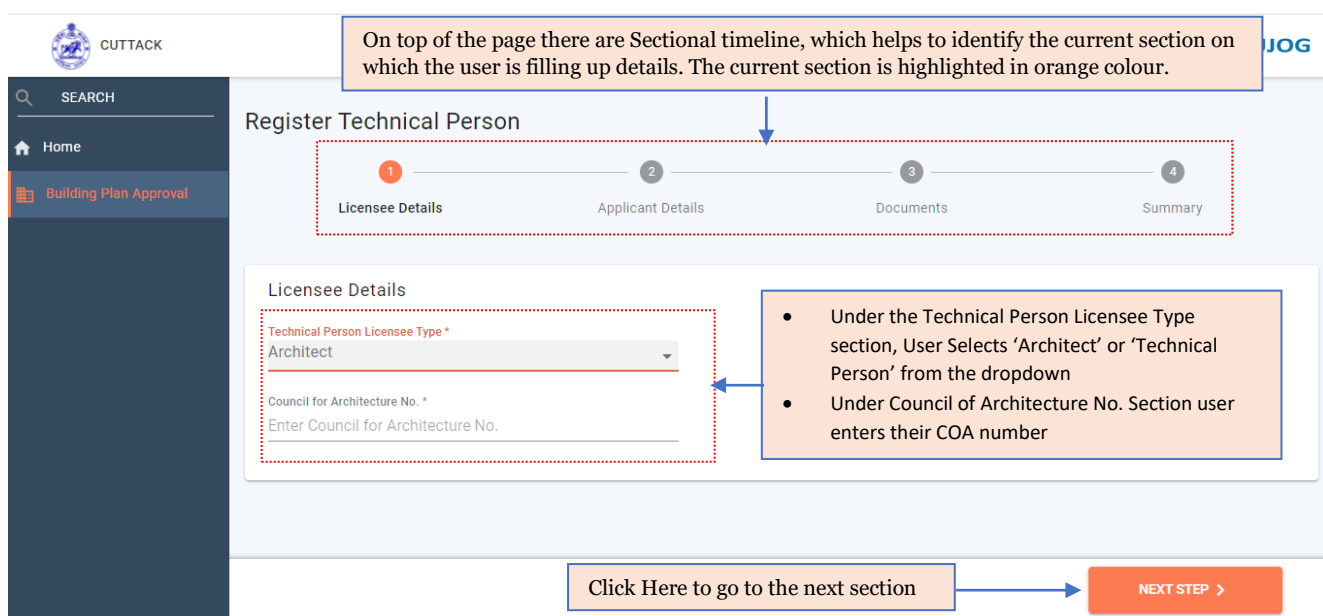 CUTTACK
On top of the page there are Sectional timeline, which helps to identify the current section on
which the user is filling up details. The current section is highlighted in orange colour.
SEARCH
Home
Building Plan Approval
Register Technical Person
1
2
3
4
Licensee Details
Applicant Details
Documents
Summary
Licensee Details
Technical Person Licensee Type *
Architect
Council for Architecture No. *
Enter Council for Architecture No.
• Under the Technical Person Licensee Type
section, User Selects ‘Architect’ or ‘Technical
Person’ from the dropdown
• Under Council of Architecture No. Section user
enters their COA number
Click Here to go to the next section
NEXT STEP >